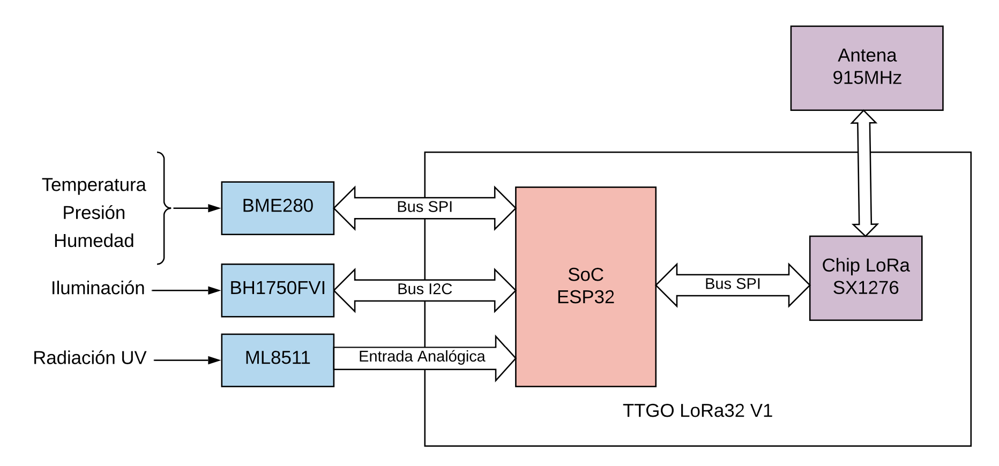 Antena
915MHz
Temperatura
Presión
Humedad
BME280
Bus SPI
Iluminación
BH1750FVI
Bus I2C
SoC
ESP32
Bus SPI
Chip LoRa
SX1276
Radiación UV
ML8511
Entrada Analógica
TTGO LoRa32 V1